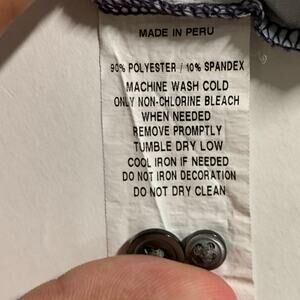 MADE IN PERU
90% POLYESTER / 10% SPANDEX
MACHINE WASH COLD
ONLY NON-CHLORINE BLEACH
WHEN NEEDED
REMOVE PROMPTLY
TUMBLE DRY LOW
COOL IRON IF NEEDED
DO NOT IRON DECORATION
DO NOT DRY CLEAN